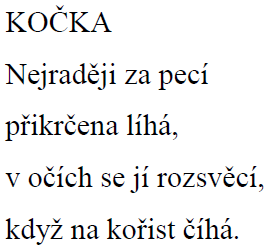 KOČKA
Nejraději za pecí
přikrčena líhá,
v očích se jí rozsvěcí,
když na kořist číhá.